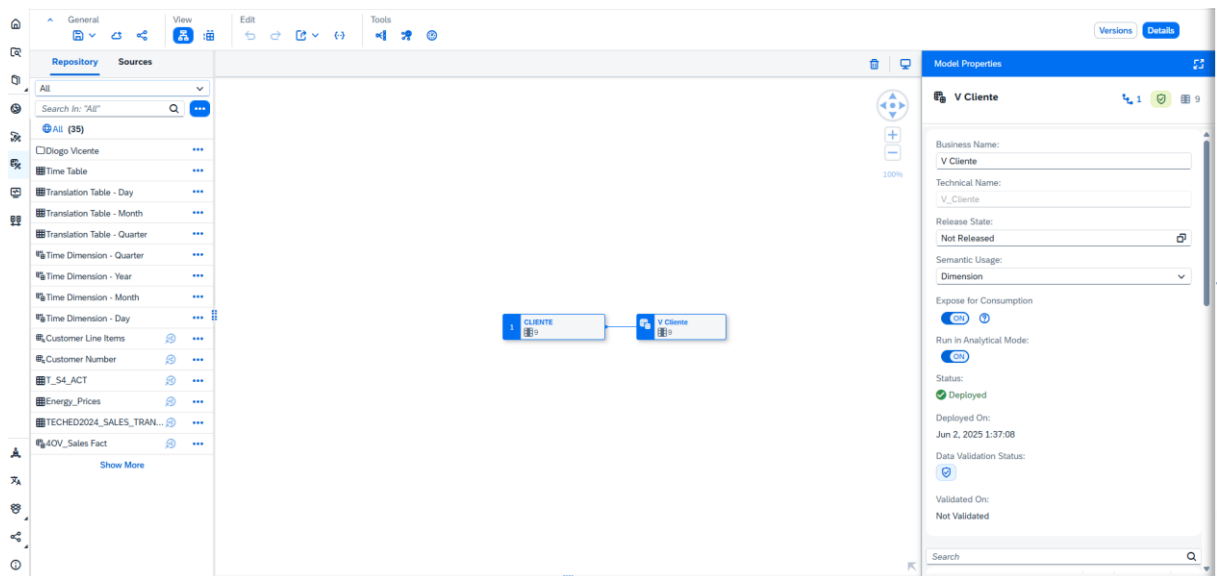 General
View
Edit
Tools
Versions
Details
Repository
Sources
All
Search In: "All"
All (35)
Diogo Vicente
Time Table
Translation Table - Day
Translation Table - Month
Translation Table - Quarter
Time Dimension - Quarter
Time Dimension - Year
Time Dimension - Month
Time Dimension - Day
Customer Line Items
Customer Number
T_S4_ACT
Energy_Prices
TECHED2024_SALES_TRAN...
4OV_Sales Fact
Show More
100%
1
CLIENTE
9
V Cliente
9
Model Properties
V Cliente
1
9
Business Name:
V Cliente
Technical Name:
V_Cliente
Release State:
Not Released
Semantic Usage:
Dimension
Expose for Consumption
ON
Run in Analytical Mode:
ON
Status:
Deployed
Deployed On:
Jun 2, 2025 1:37:08
Data Validation Status:
Validated On:
Not Validated
Search